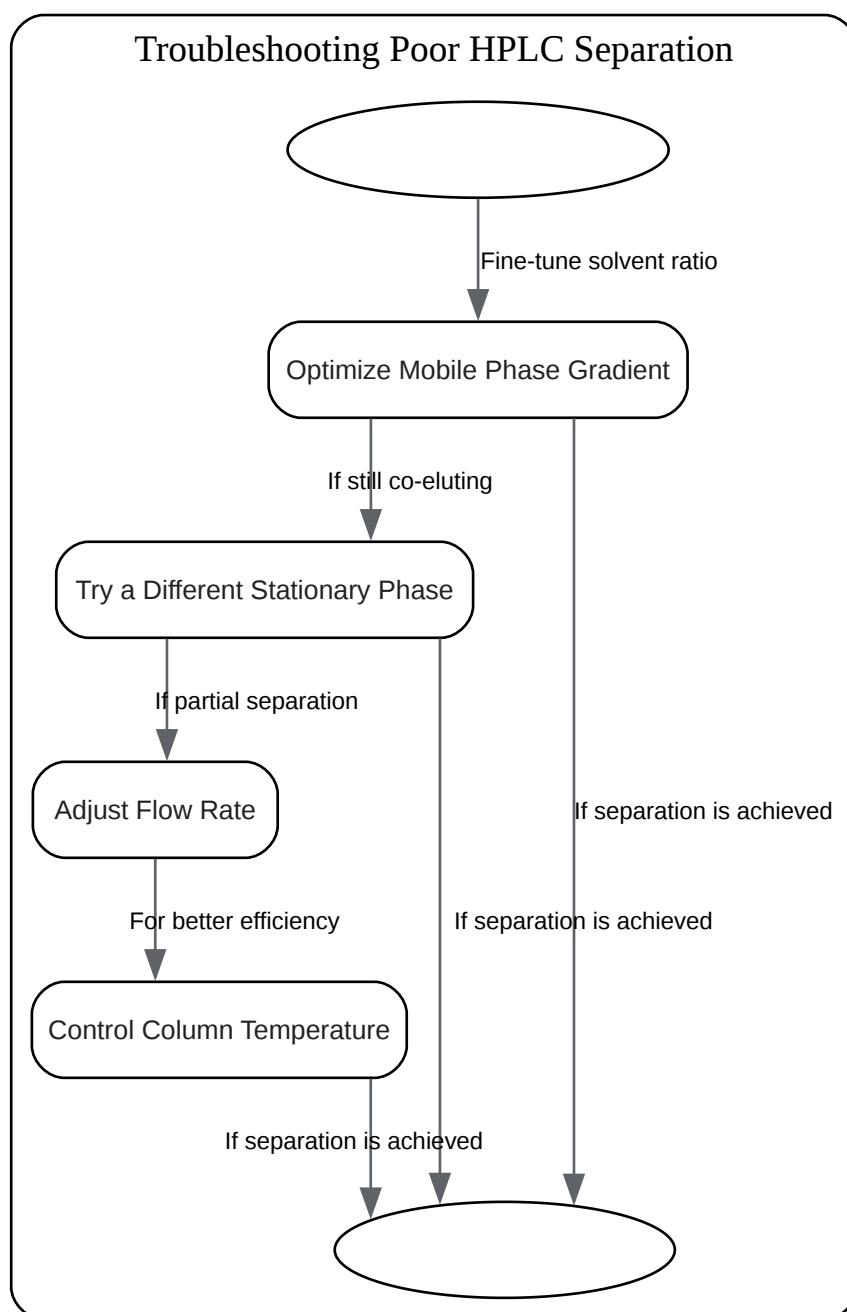 Troubleshooting Poor HPLC Separation
Fine-tune solvent ratio
Optimize Mobile Phase Gradient
If still co-eluting
Try a Different Stationary Phase
If partial separation
Adjust Flow Rate
If separation is achieved
For better efficiency
If separation is achieved
Control Column Temperature
If separation is achieved